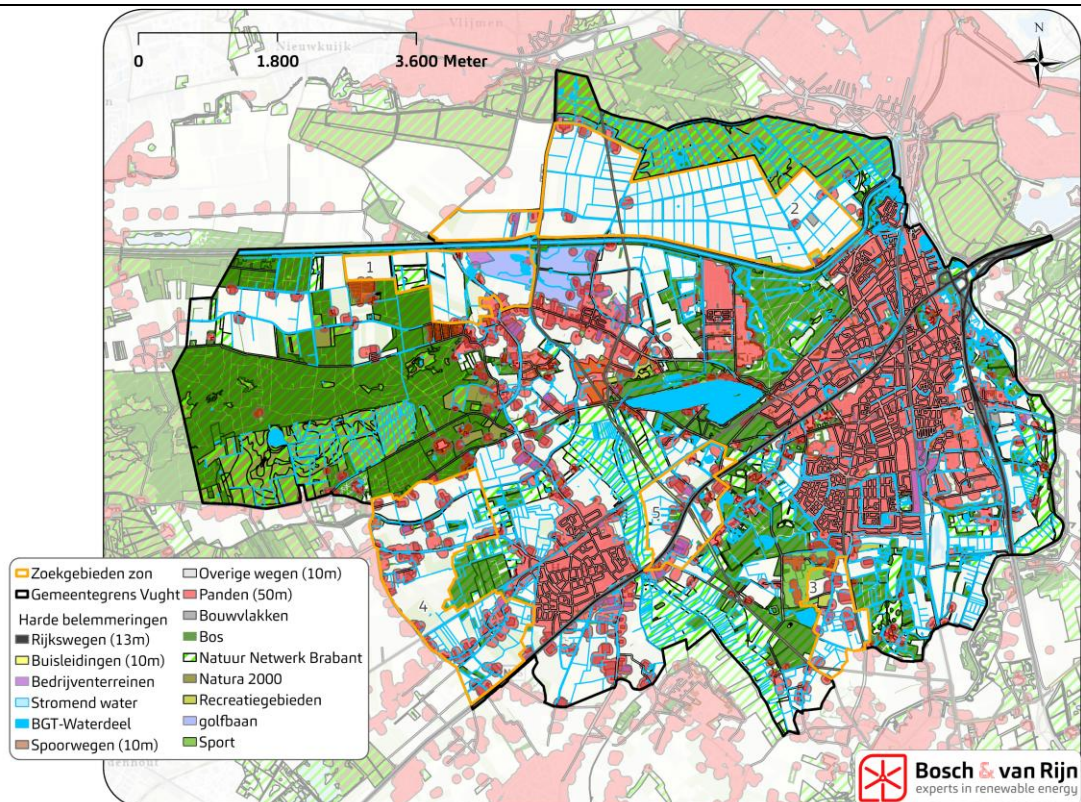 Vlijmen
Nieuwkuijk
N
0 1.800 3.600 Meter
2
1
5
3
4
Zoekgebieden zon
Gemeentegrens Vught
Harde belemmeringen
Rijkswegen (13m)
Buisleidingen (10m)
Bedrijventerreinen
Stromend water
BGT-Waterdeel
Spoorwegen (10m)
Overige wegen (10m)
Panden (50m)
Bouwvlakken
Bos
Natuur Netwerk Brabant
Natura 2000
Recreatiegebieden
golfbaan
Sport
Bosch & van Rijn
experts in renewable energy